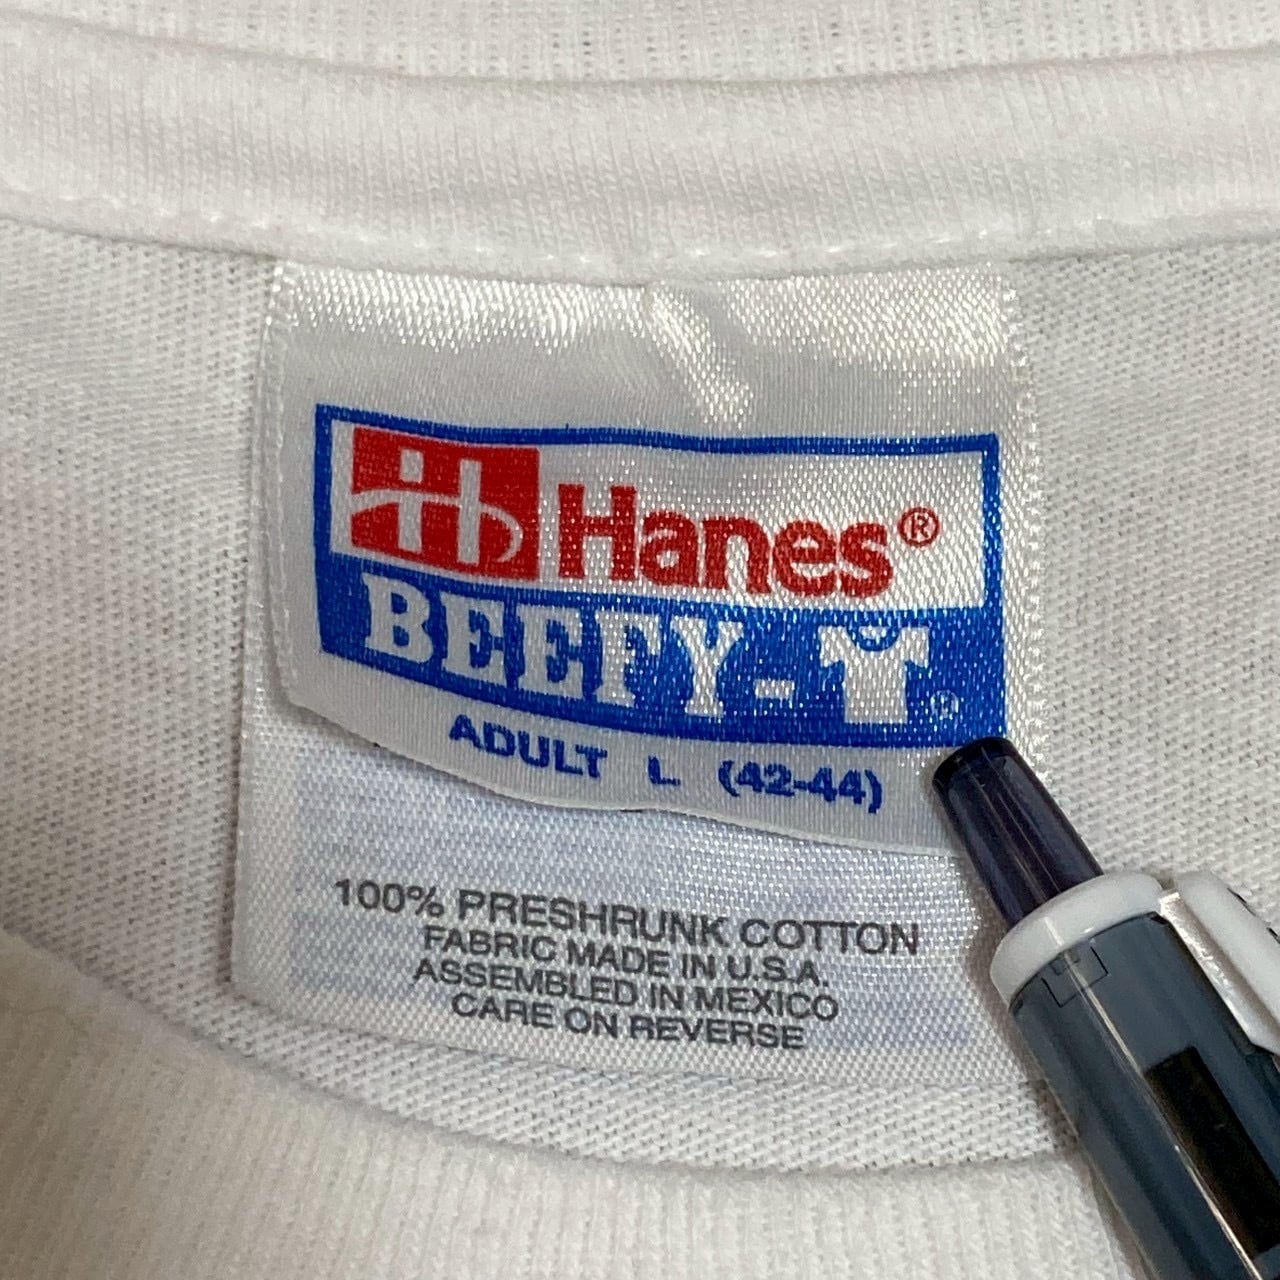 H Hanes®
BEEFY-T®
ADULT L (42-44)
100% PRESHRUNK COTTON
FABRIC MADE IN U.S.A.
ASSEMBLED IN MEXICO
CARE ON REVERSE